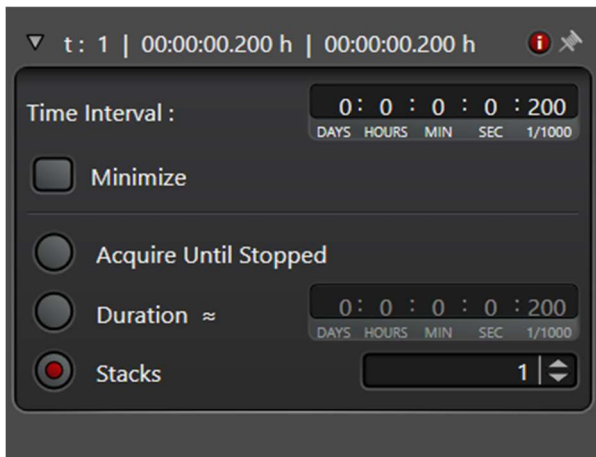 t: 1 | 00:00:00.200 h | 00:00:00.200 h i
Time Interval : 0: 0 : 0 : 0 : 200
DAYS HOURS MIN SEC 1/1000
Minimize
Acquire Until Stopped
Duration ≈ 0: 0 : 0 : 0 : 200
DAYS HOURS MIN SEC 1/1000
Stacks 1